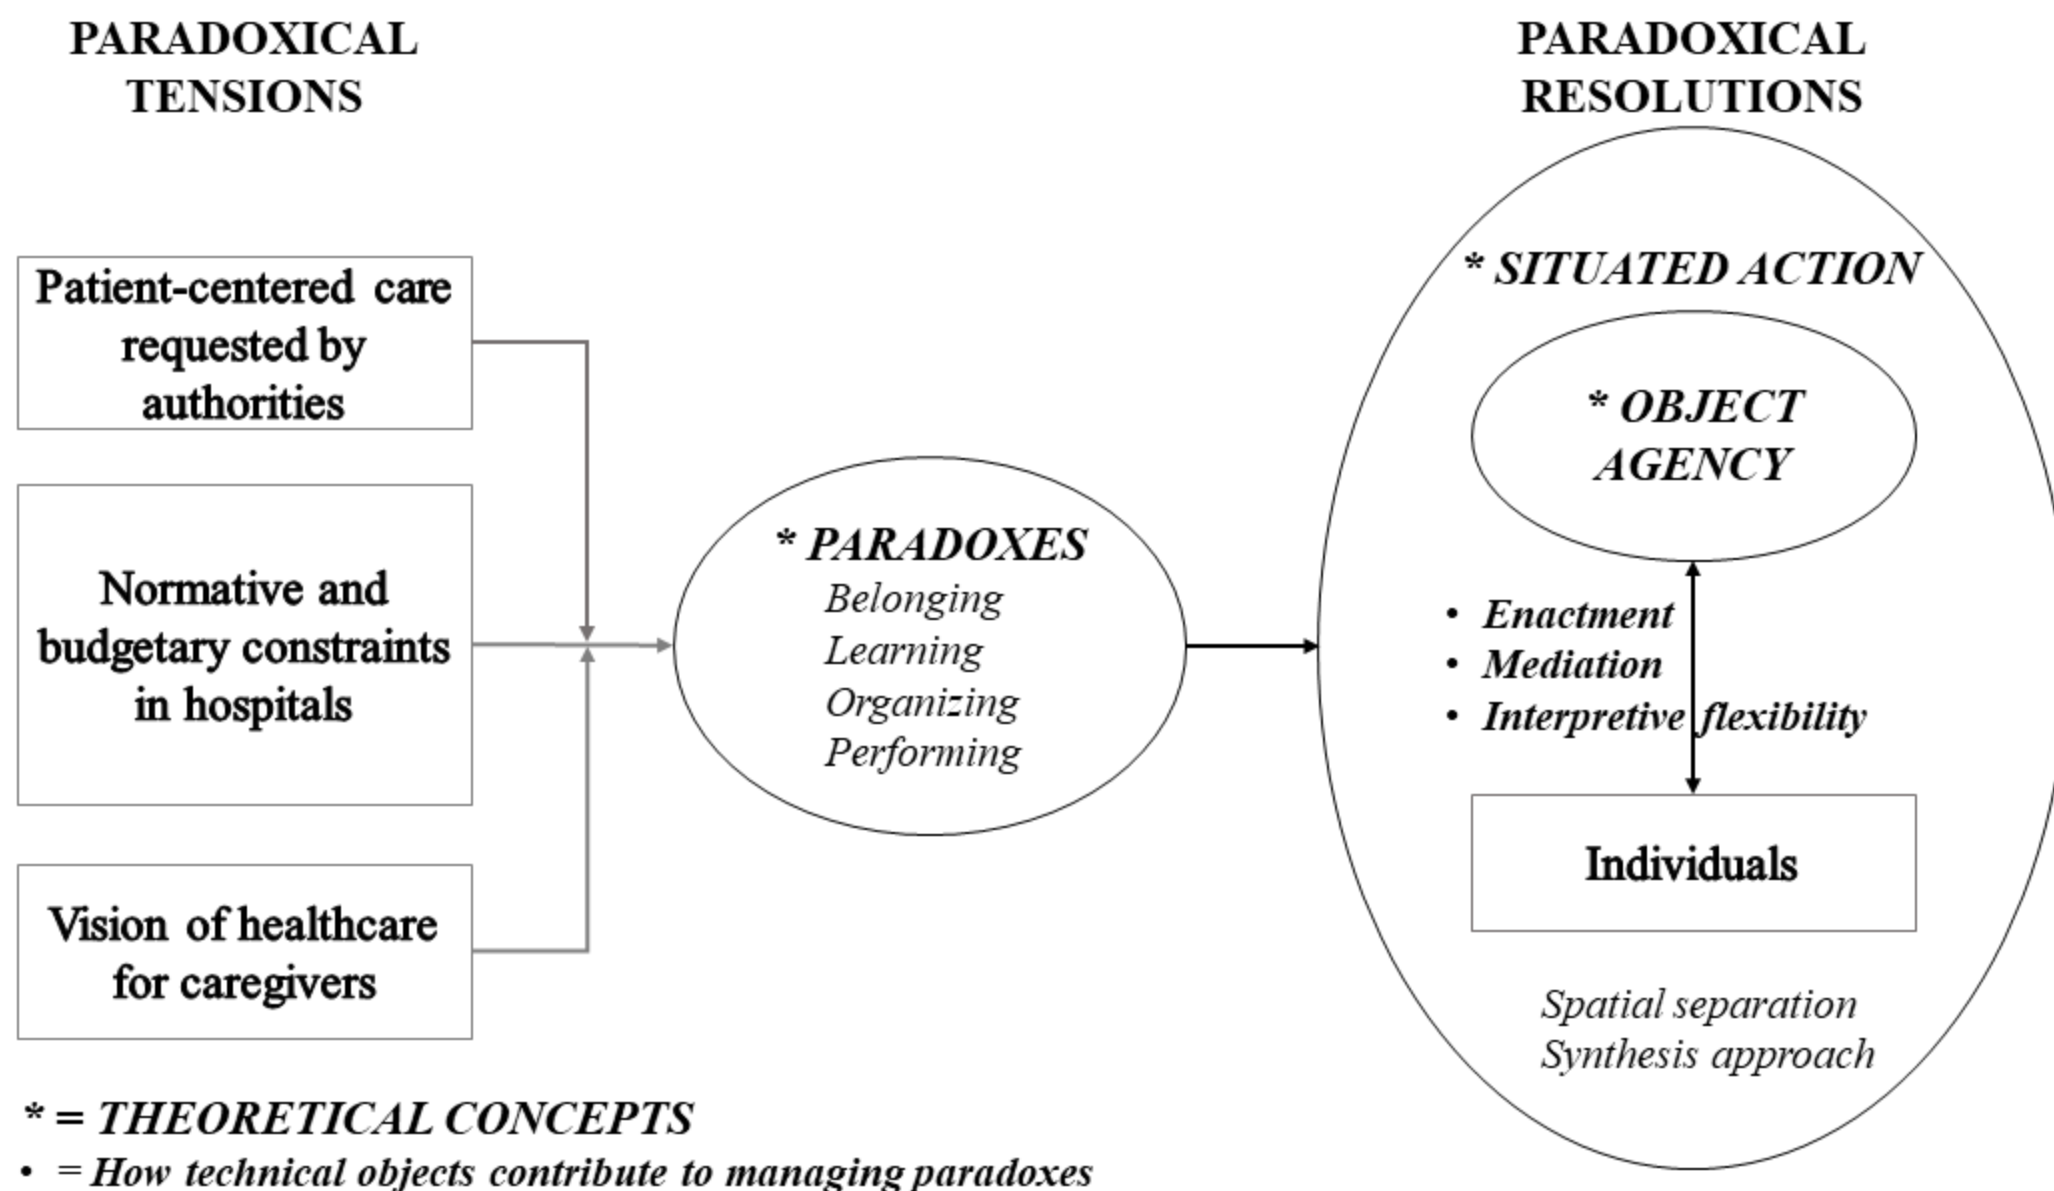 PARADOXICAL
TENSIONS
PARADOXICAL
RESOLUTIONS
Patient-centered care
requested by
authorities
Normative and
budgetary constraints
in hospitals
Vision of healthcare
for caregivers
* PARADOXES
Belonging
Learning
Organizing
Performing
* SITUATED ACTION
* OBJECT
AGENCY
• Enactment
• Mediation
• Interpretive flexibility
Individuals
Spatial separation
Synthesis approach
* = THEORETICAL CONCEPTS
• = How technical objects contribute to managing paradoxes